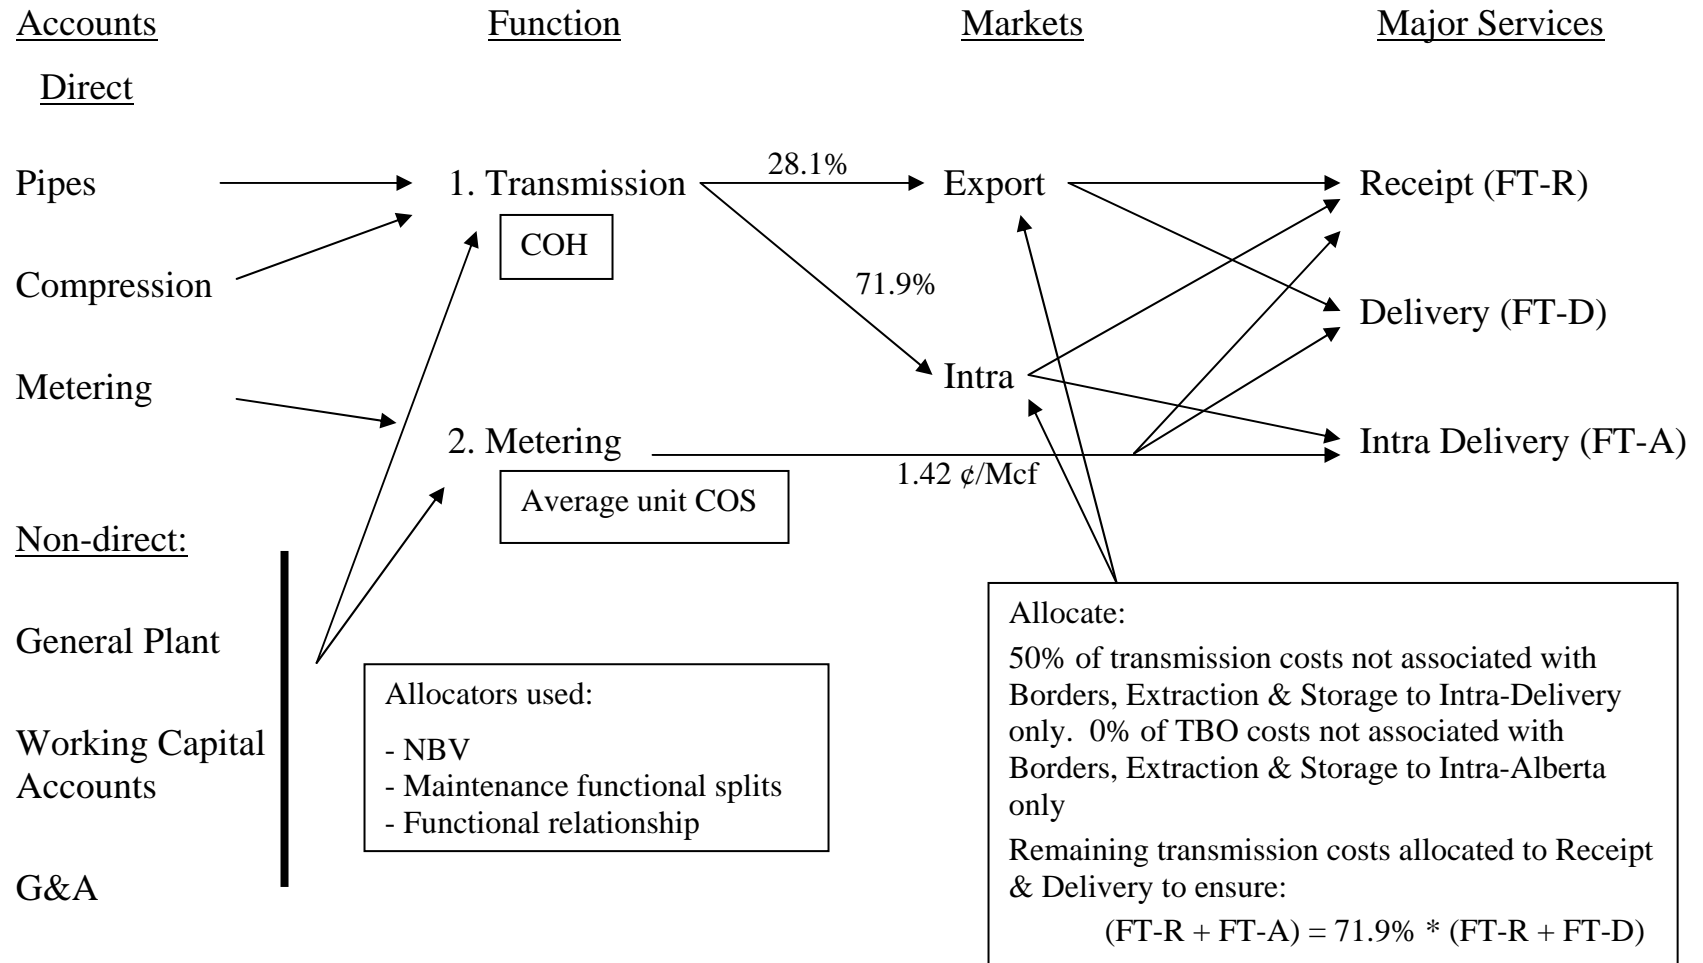 Accounts
Function
Markets
Major Services
Direct
Pipes
1. Transmission
28.1%
Export
Receipt (FT-R)
COH
Compression
71.9%
Delivery (FT-D)
Metering
Intra
2. Metering
1.42 ¢/Mcf
Intra Delivery (FT-A)
Average unit COS
Non-direct:
General Plant
Working Capital
Accounts
G&A
Allocators used:
- NBV
- Maintenance functional splits
- Functional relationship
Allocate:
50% of transmission costs not associated with
Borders, Extraction & Storage to Intra-Delivery
only. 0% of TBO costs not associated with
Borders, Extraction & Storage to Intra-Alberta
only
Remaining transmission costs allocated to Receipt
& Delivery to ensure:
(FT-R + FT-A) = 71.9% * (FT-R + FT-D)